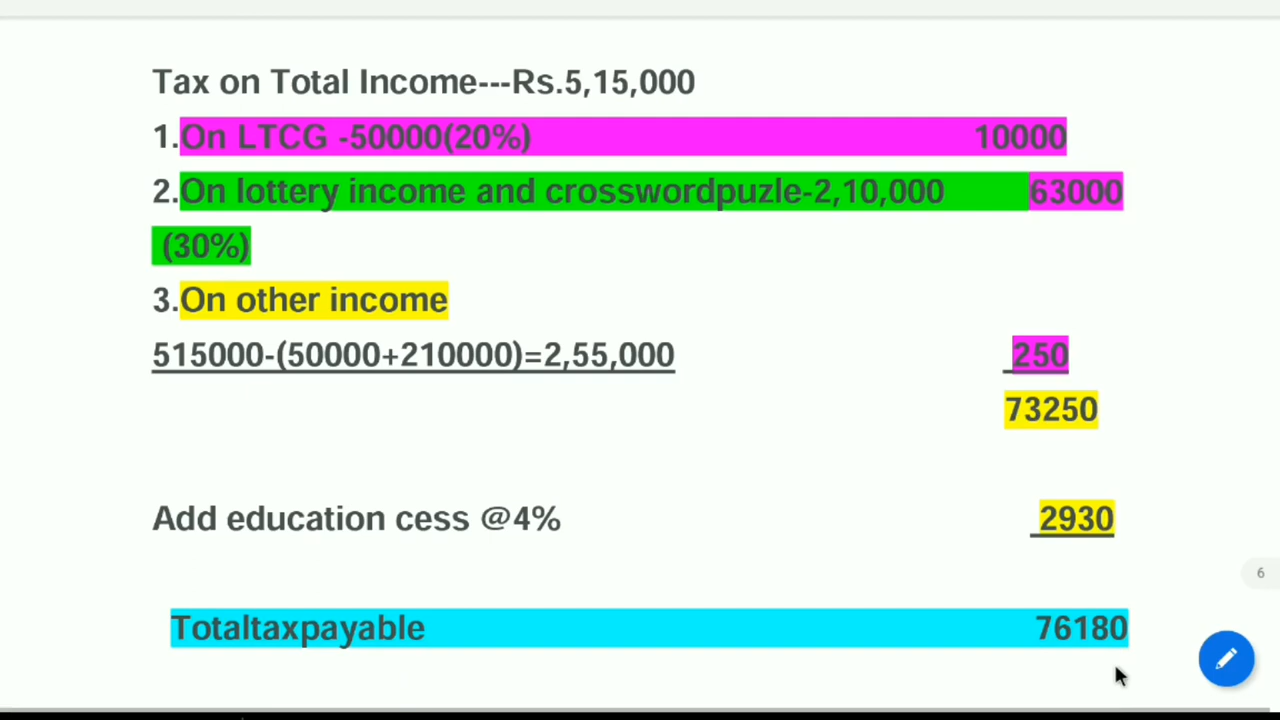 Tax on Total Income---Rs.5,15,000
1.On LTCG -50000(20%) 10000
2.On lottery income and crosswordpuzle-2,10,000 63000
(30%)
3.On other income
515000-(50000+210000)=2,55,000 250
73250
Add education cess @4% 2930
6
Totaltaxpayable 76180